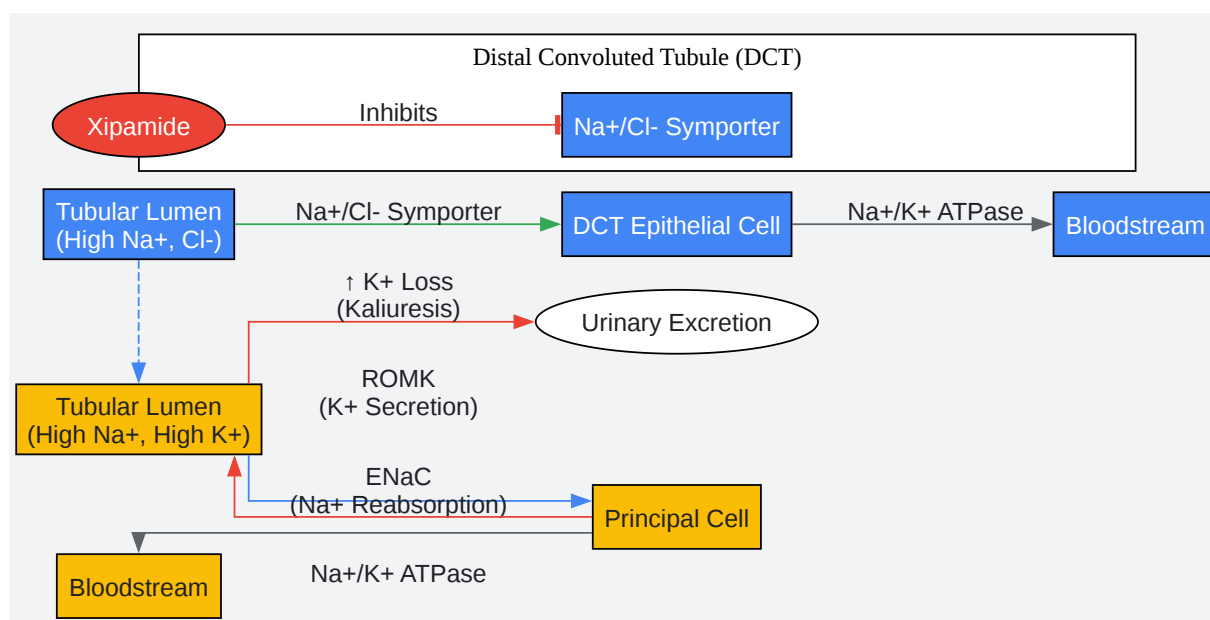 Distal Convoluted Tubule (DCT)
Xipamide
Inhibits
Na+/Cl- Symporter
Tubular Lumen
(High Na+, Cl-)
Na+/Cl- Symporter
DCT Epithelial Cell
Na+/K+ ATPase
Bloodstream
↑ K+ Loss
(Kaliuresis)
Urinary Excretion
ROMK
(K+ Secretion)
Tubular Lumen
(High Na+, High K+)
ENaC
(Na+ Reabsorption)
Principal Cell
Na+/K+ ATPase
Bloodstream